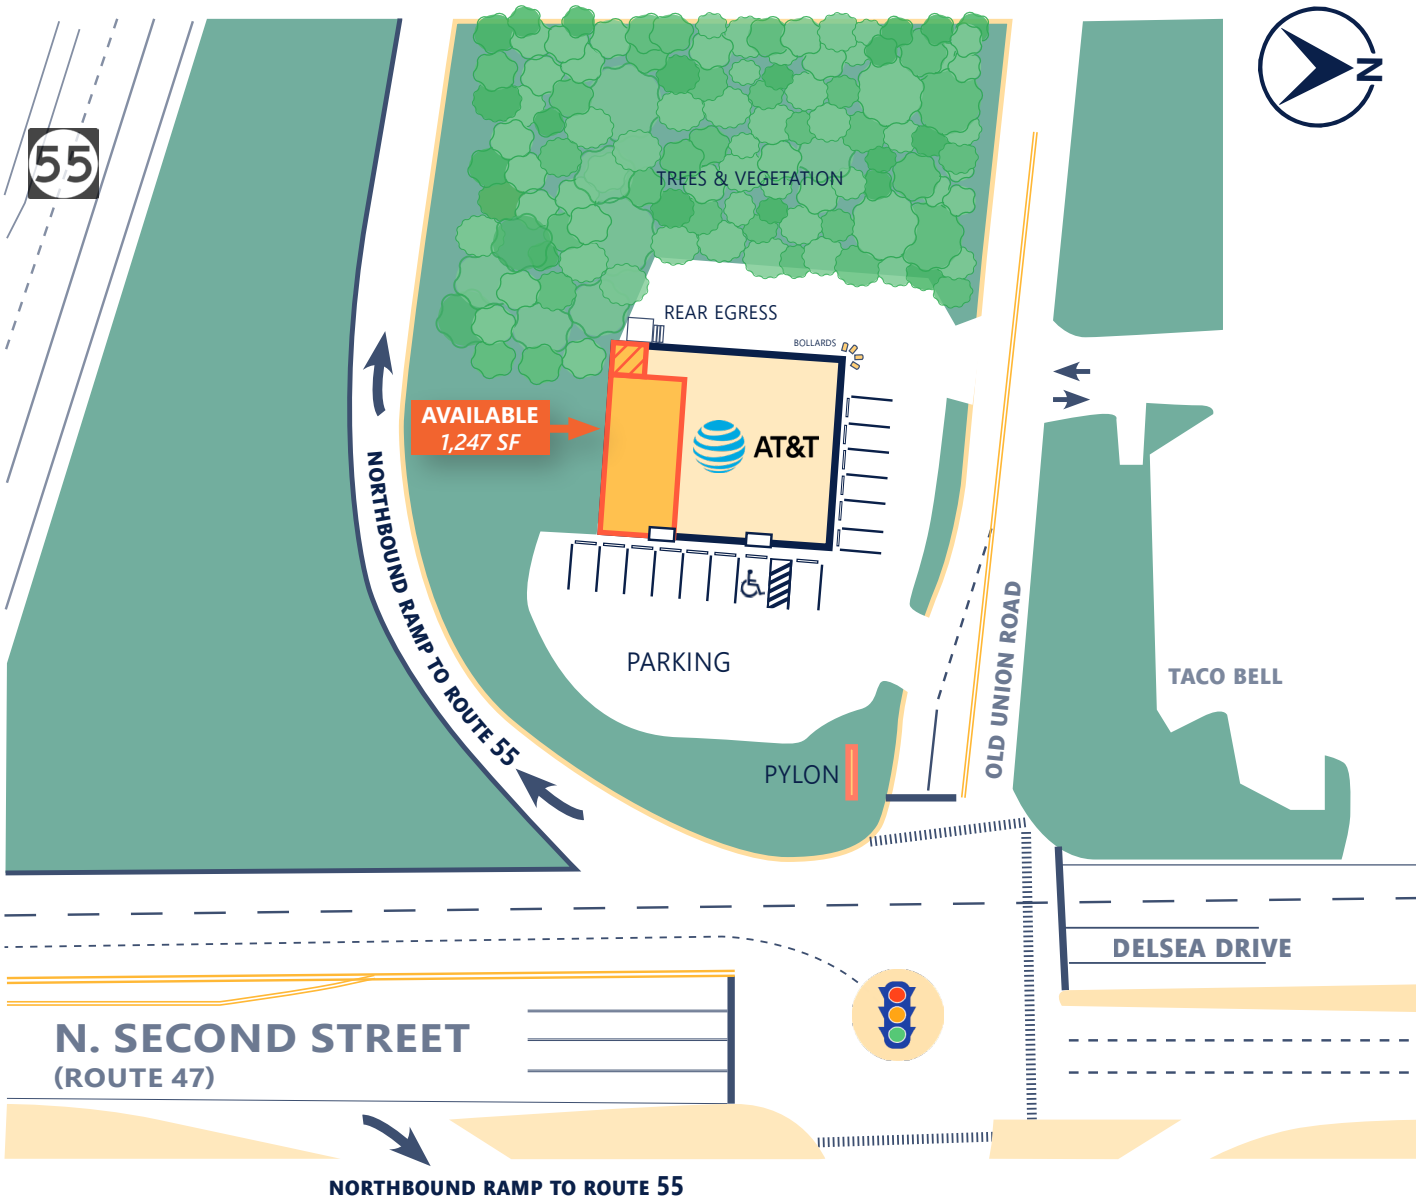 N
55
TREES & VEGETATION
REAR EGRESS
BOLLARDS
AVAILABLE
1,247 SF
AT&T
NORTHBOUND RAMP TO ROUTE 55
PARKING
OLD UNION ROAD
TACO BELL
PYLON
DELSEA DRIVE
N. SECOND STREET
(ROUTE 47)
NORTHBOUND RAMP TO ROUTE 55